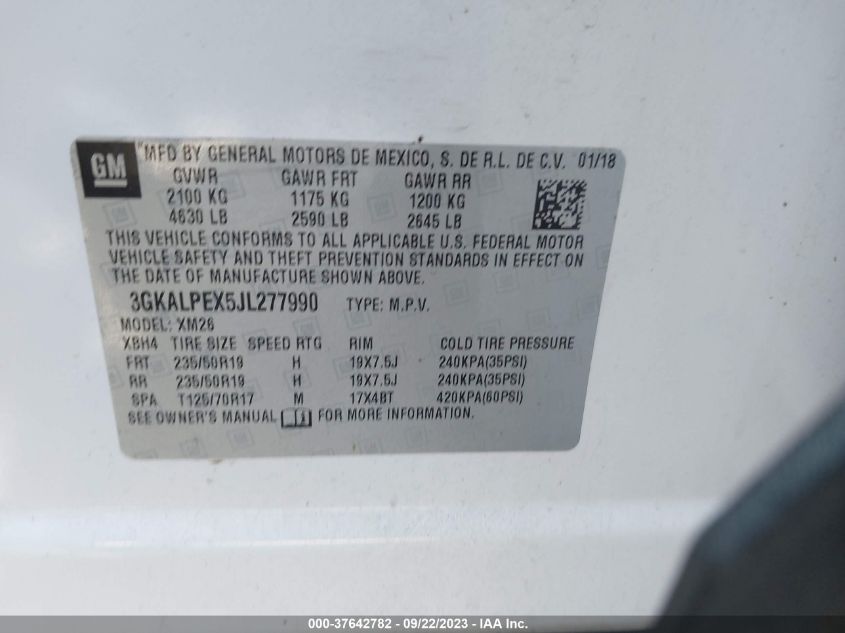 GM
MFD BY GENERAL MOTORS DE MEXICO, S. DE R.L. DE C.V. 01/18
GVWR GAWR FRT GAWR RR
2100 KG 1175 KG 1200 KG
4630 LB 2590 LB 2645 LB
THIS VEHICLE CONFORMS TO ALL APPLICABLE U.S. FEDERAL MOTOR
VEHICLE SAFETY AND THEFT PREVENTION STANDARDS IN EFFECT ON
THE DATE OF MANUFACTURE SHOWN ABOVE.
3GKALPEX5JL277990 TYPE: M.P.V.
MODEL: XM26
XBH4 TIRE SIZE SPEED RTG RIM COLD TIRE PRESSURE
FRT 235/50R19 H 19X7.5J 240KPA(35PSI)
RR 235/50R19 H 19X7.5J 240KPA(35PSI)
SPA T125/70R17 M 17X4BT 420KPA(60PSI)
SEE OWNER'S MANUAL FOR MORE INFORMATION.
000-37642782 - 09/22/2023 - IAA Inc.